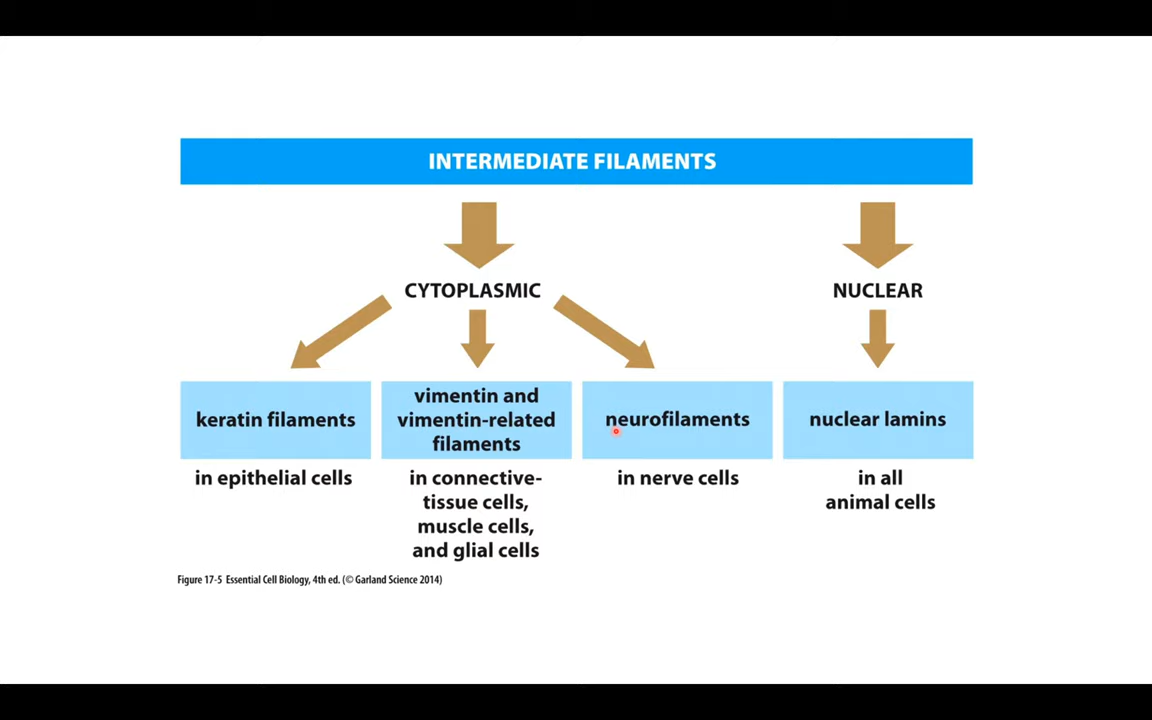 INTERMEDIATE FILAMENTS
CYTOPLASMIC
NUCLEAR
keratin filaments
in epithelial cells
vimentin and
vimentin-related
filaments
in connective-
tissue cells,
muscle cells,
and glial cells
neurofilaments
in nerve cells
nuclear lamins
in all
animal cells
Figure 17-5 Essential Cell Biology, 4th ed. (© Garland Science 2014)